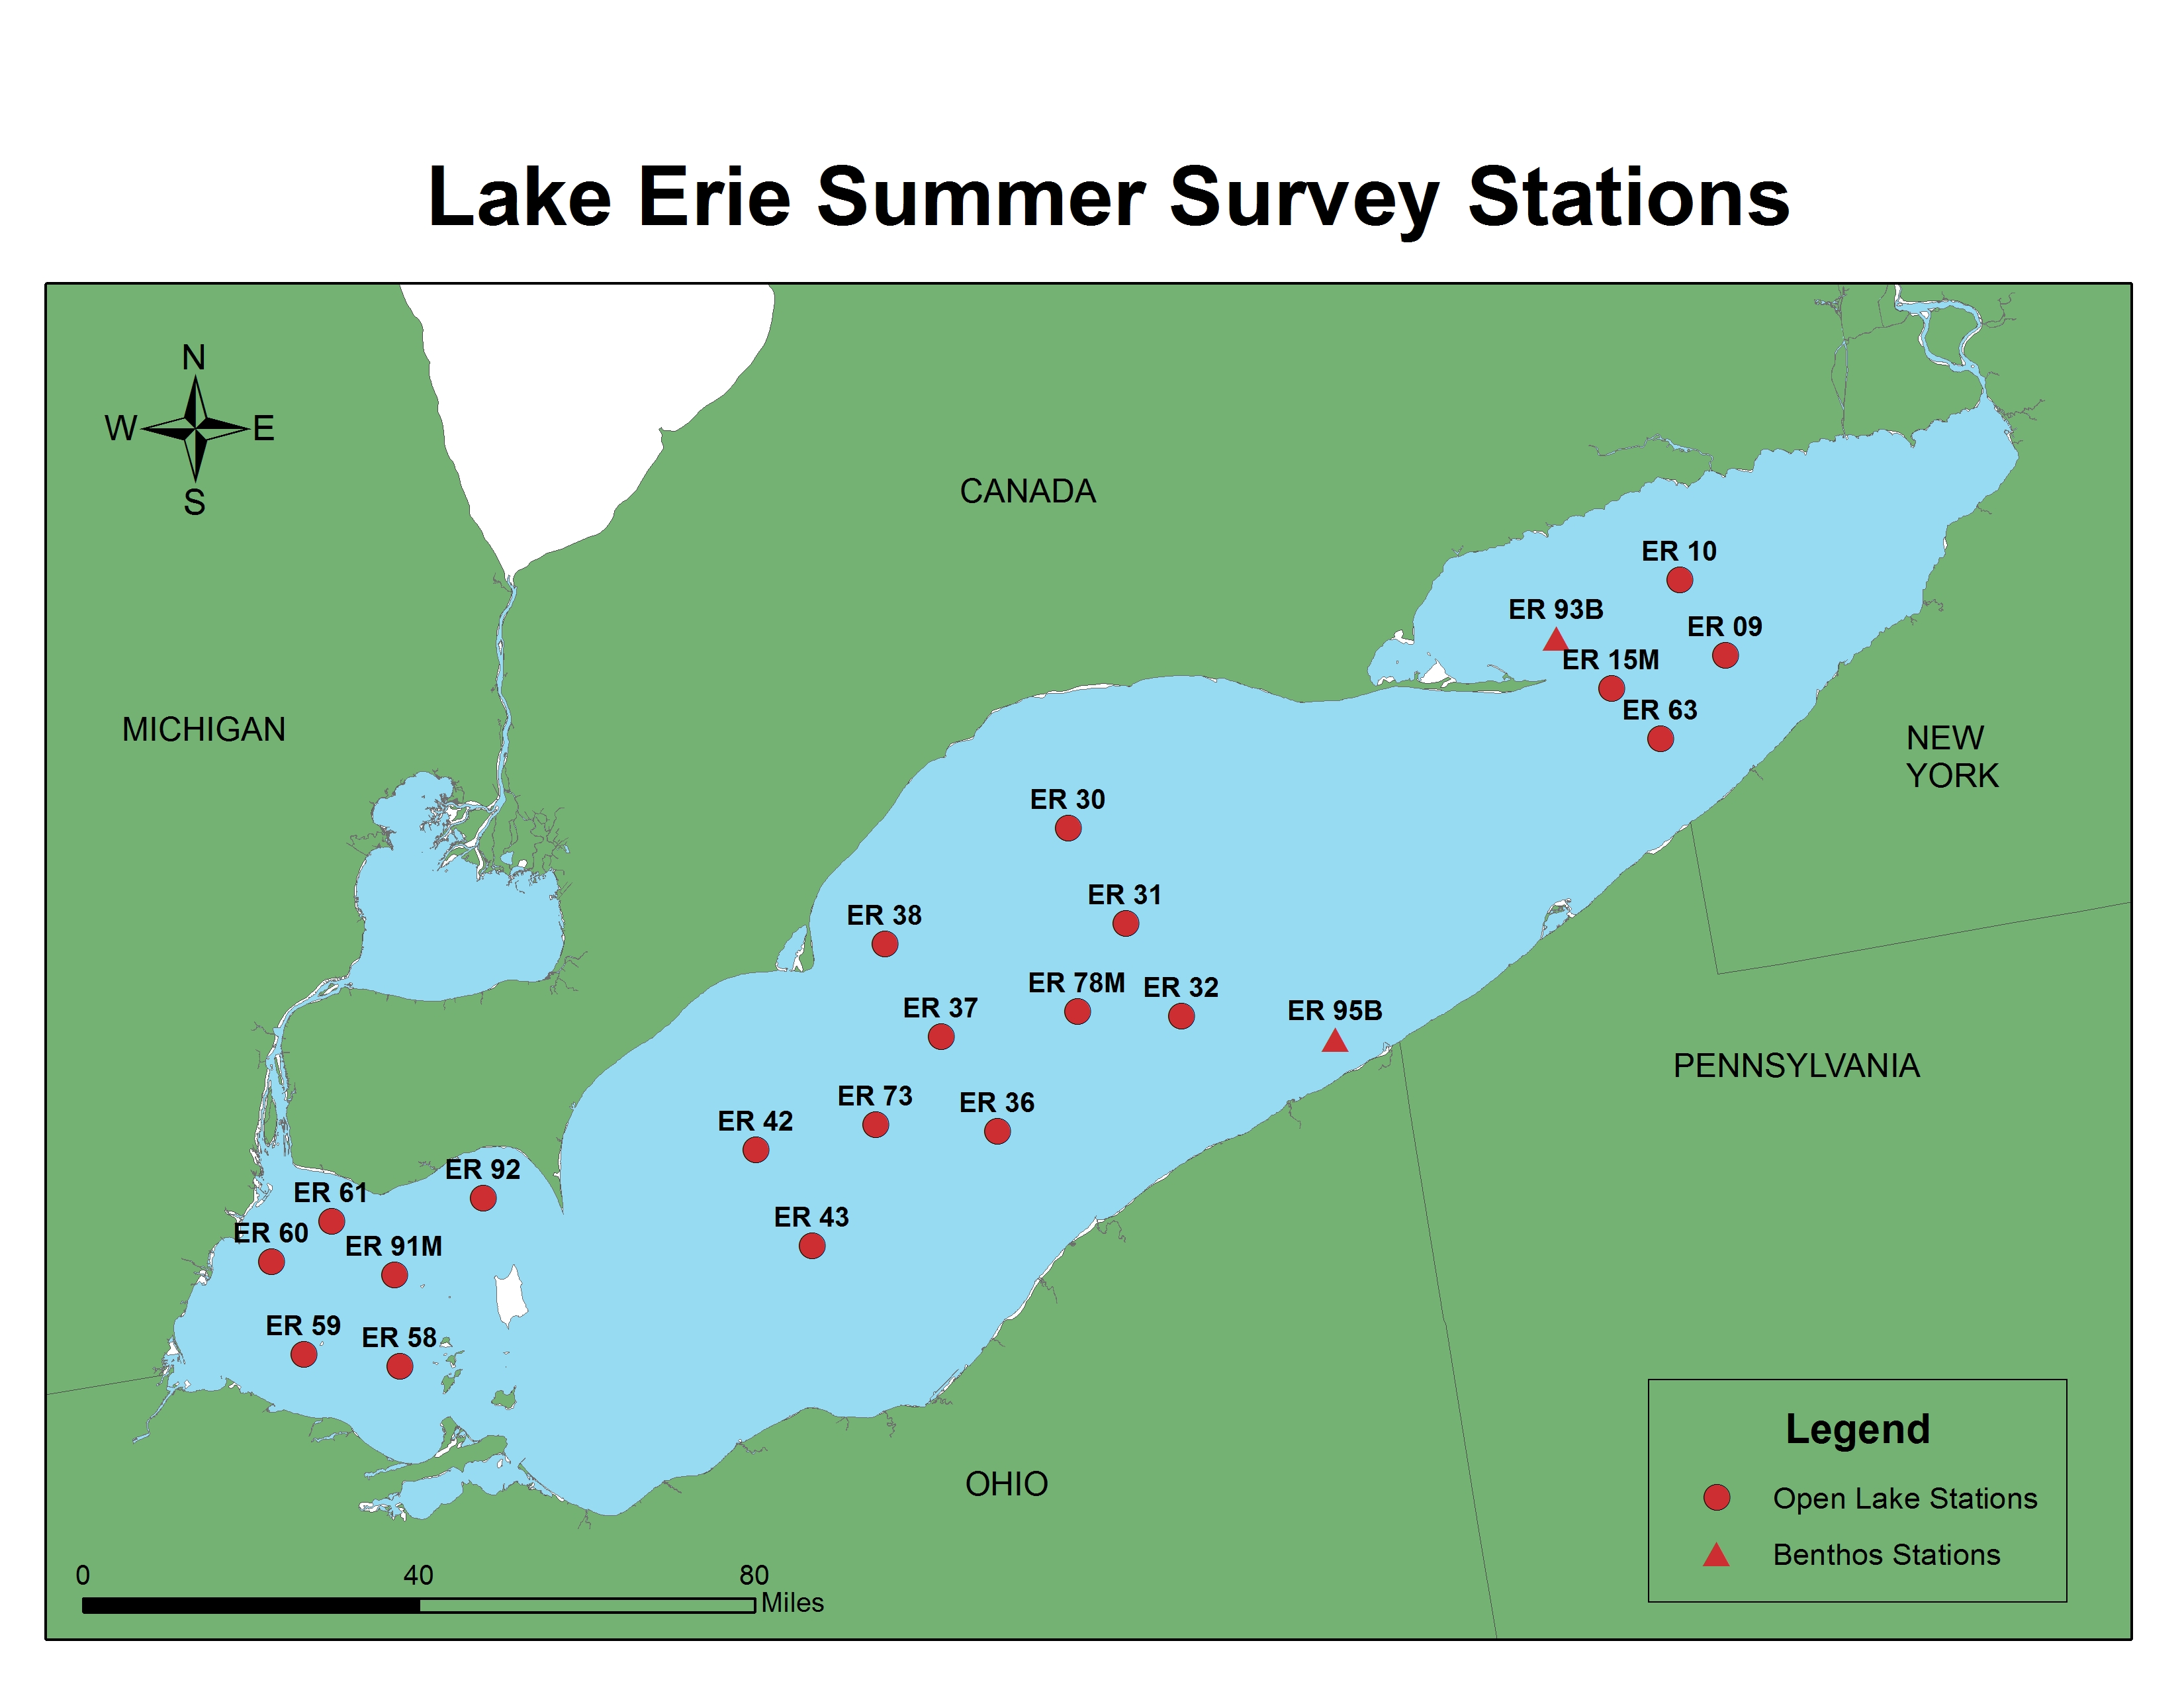 Lake Erie Summer Survey Stations
N
W E
S
CANADA
MICHIGAN
NEW
YORK
PENNSYLVANIA
OHIO
ER 10
ER 93B
ER 09
ER 15M
ER 63
ER 30
ER 31
ER 38
ER 78M
ER 32
ER 37
ER 95B
ER 73
ER 36
ER 42
ER 92
ER 61
ER 43
ER 60
ER 91M
ER 59
ER 58
Legend
Open Lake Stations
Benthos Stations
0 40 80
Miles